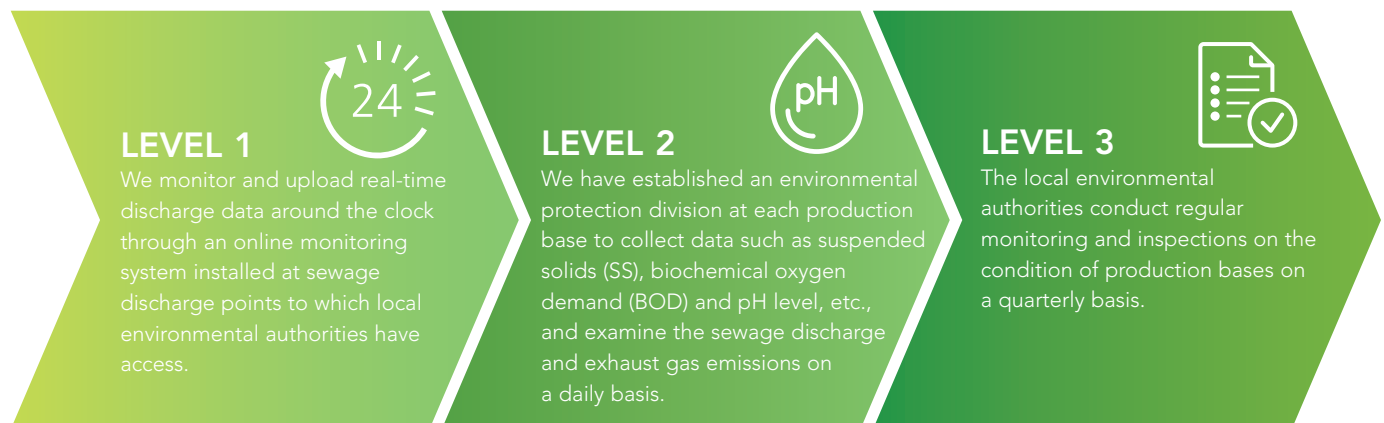 24
LEVEL 1
We monitor and upload real-time
discharge data around the clock
through an online monitoring
system installed at sewage
discharge points to which local
environmental authorities have
access.
pH
LEVEL 2
We have established an environmental
protection division at each production
base to collect data such as suspended
solids (SS), biochemical oxygen
demand (BOD) and pH level, etc.,
and examine the sewage discharge
and exhaust gas emissions on
a daily basis.
LEVEL 3
The local environmental
authorities conduct regular
monitoring and inspections on the
condition of production bases on
a quarterly basis.